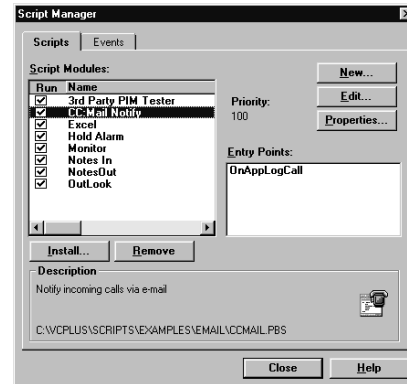 Script Manager
Scripts
Events
Script Modules:
Run Name
3rd Party PIM Tester
CC:Mail Notify
Excel
Hold Alarm
Monitor
Notes In
NotesOut
OutLook
Install...
Remove
Priority:
100
New...
Edit...
Properties...
Entry Points:
OnAppLogCall
Description
Notify incoming calls via e-mail
C:\VCPLUS\SCRIPTS\EXAMPLES\EMAIL\CCMAIL.PBS
Close
Help